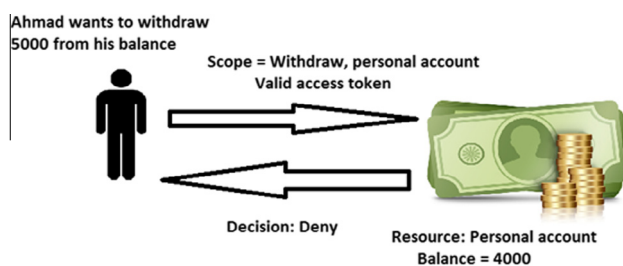 Ahmad wants to withdraw
5000 from his balance
Scope = Withdraw, personal account
Valid access token
Decision: Deny
Resource: Personal account
Balance = 4000